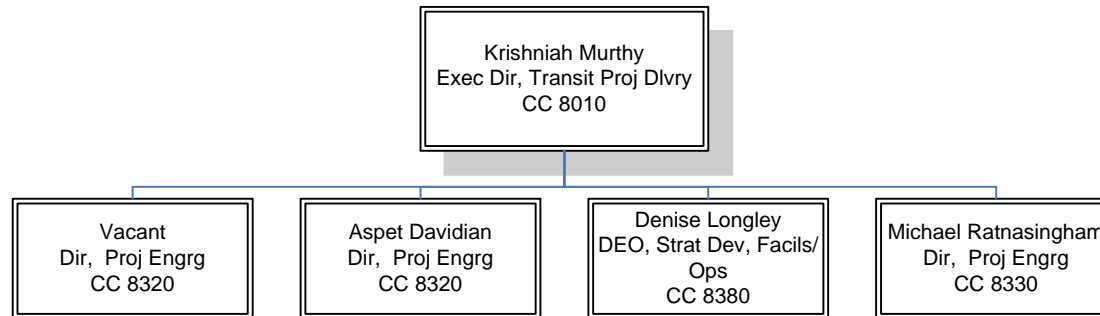 Krishniah Murthy
Exec Dir, Transit Proj Dlvry
CC 8010
Vacant
Dir, Proj Engrg
CC 8320
Aspet Davidian
Dir, Proj Engrg
CC 8320
Denise Longley
DEO, Strat Dev, Facils/
Ops
CC 8380
Michael Ratnasingham
Dir, Proj Engrg
CC 8330